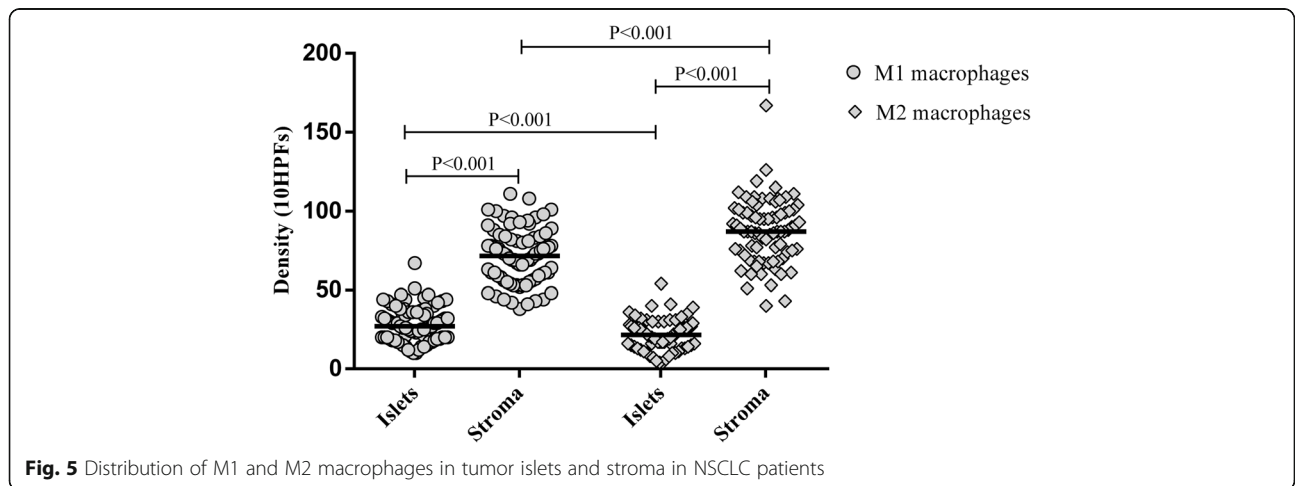 P<0.001
P<0.001
P<0.001
P<0.001
200
150
100
50
0
Density (10HPFs)
Islets
Stroma
Islets
Stroma
M1 macrophages
M2 macrophages
Fig. 5 Distribution of M1 and M2 macrophages in tumor islets and stroma in NSCLC patients